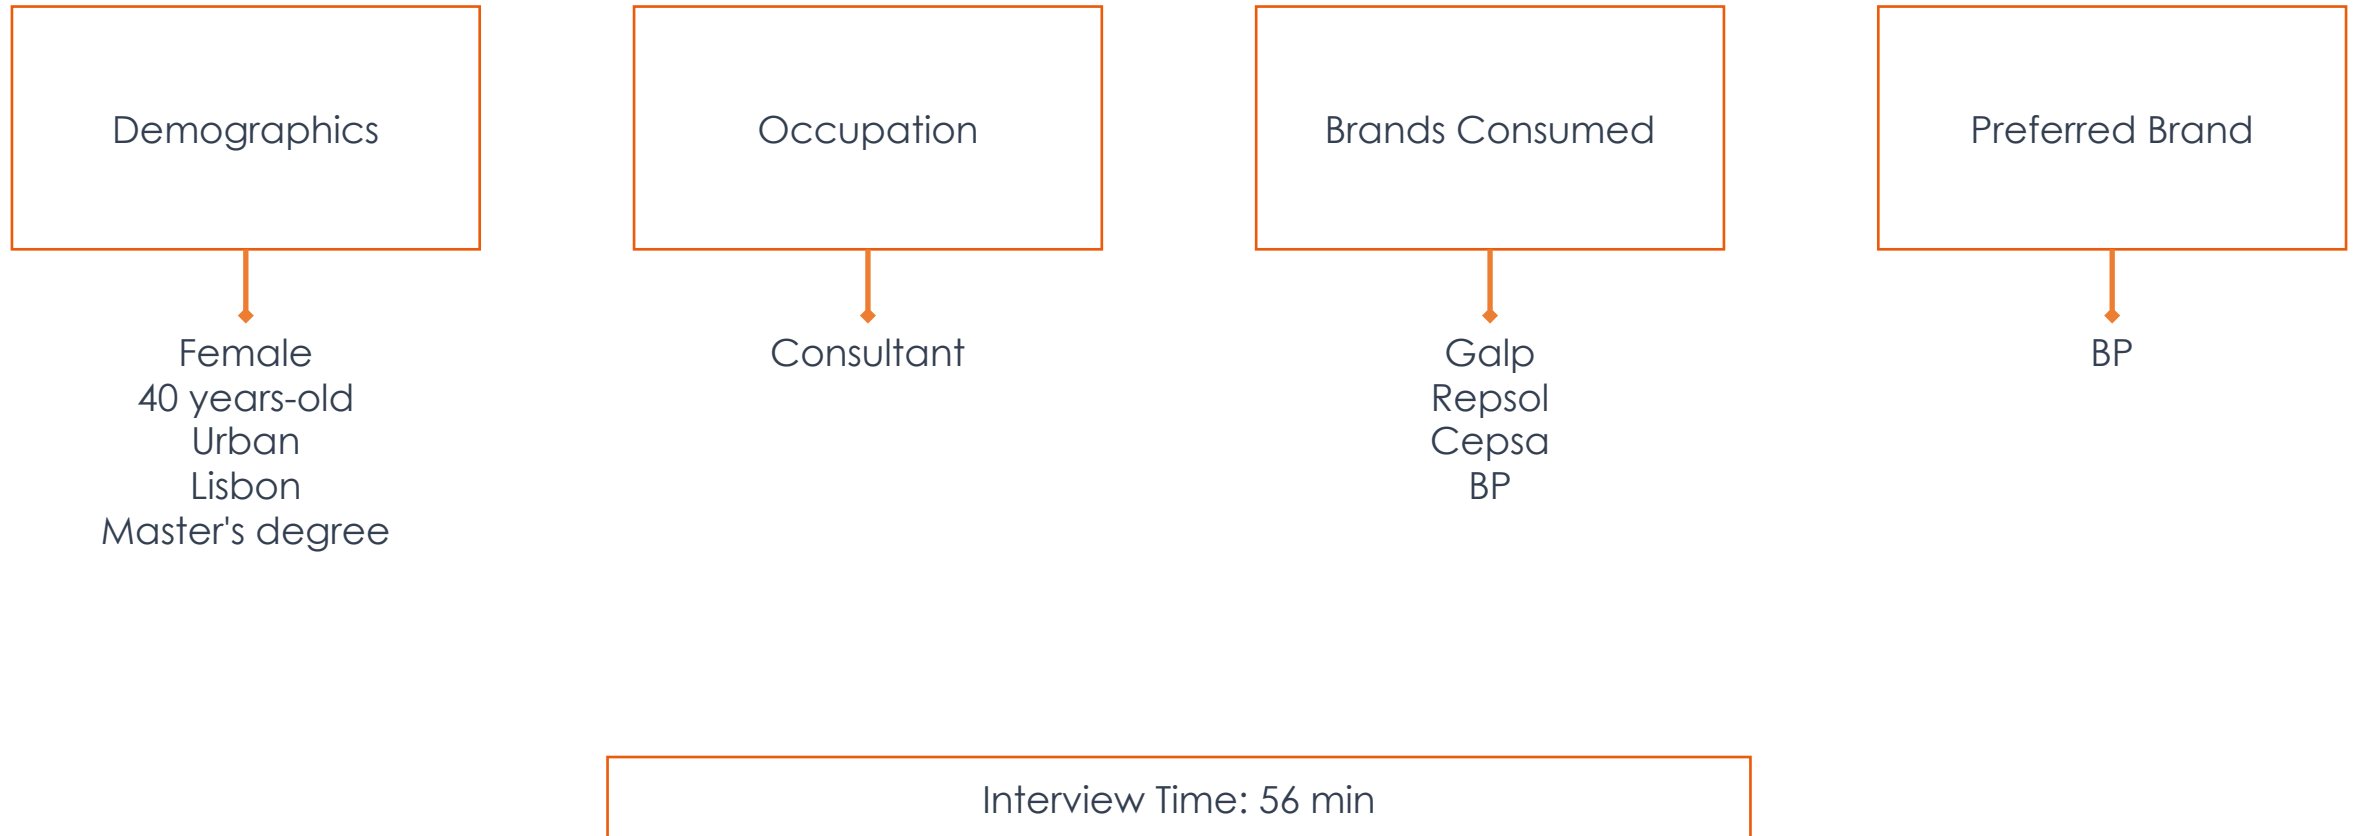 Demographics
Female
40 years-old
Urban
Lisbon
Master's degree
Occupation
Consultant
Brands Consumed
Galp
Repsol
Cepsa
BP
Preferred Brand
BP
Interview Time: 56 min